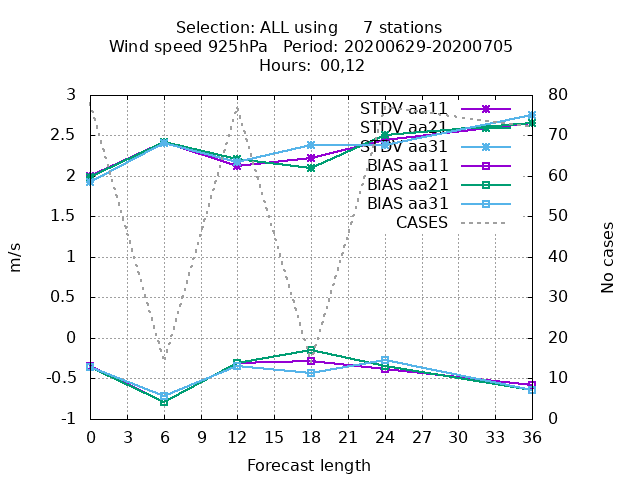 Selection: ALL using     7 stations
Wind speed 925hPa   Period: 20200629-20200705
Hours: 00,12
3
2.5
2
1.5
1
0.5
0
-0.5
-1
m/s
80
70
60
50
40
30
20
10
0
No cases
STDV aa11
STDV aa21
STDV aa31
BIAS aa11
BIAS aa21
BIAS aa31
CASES
0 3 6 9 12 15 18 21 24 27 30 33 36
Forecast length